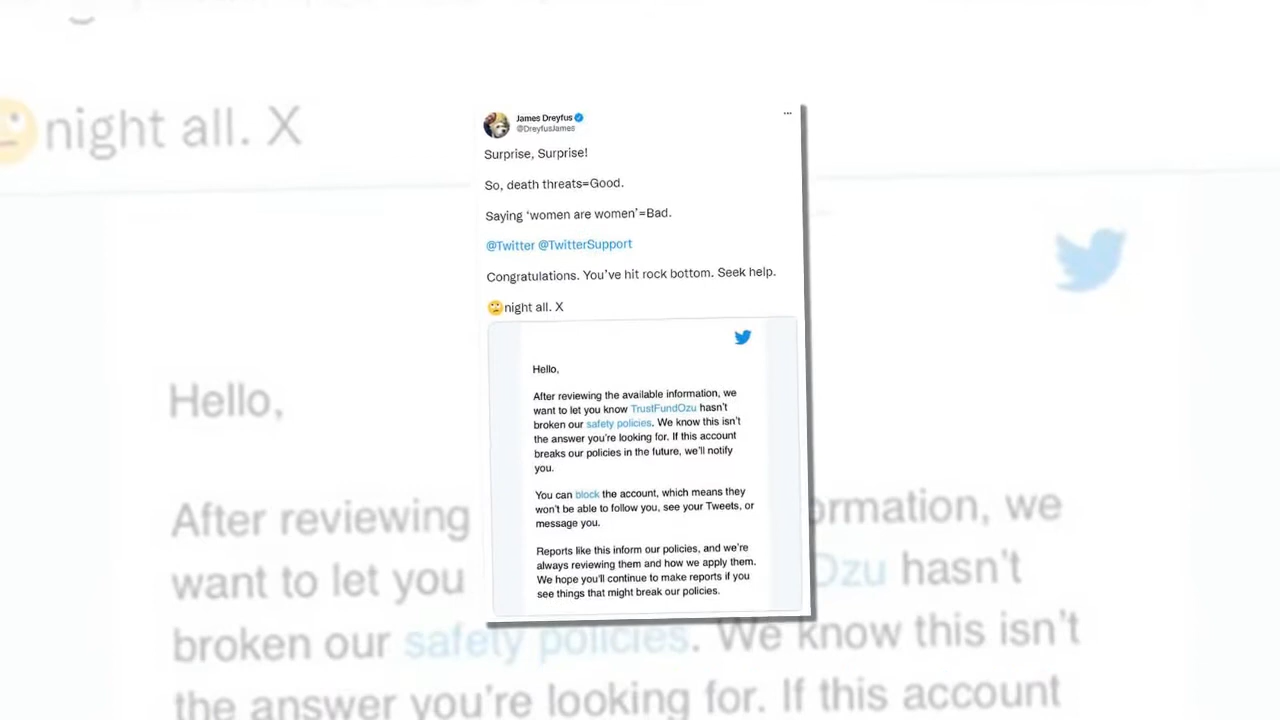 James Dreyfus
@DreyfusJames
Surprise, Surprise!
So, death threats=Good.
Saying ‘women are women’=Bad.
@Twitter @TwitterSupport
Congratulations. You’ve hit rock bottom. Seek help.
🙄night all. X
Hello,
After reviewing the available information, we
want to let you know TrustFundOzu hasn’t
broken our safety policies. We know this isn’t
the answer you’re looking for. If this account
breaks our policies in the future, we’ll notify
you.
You can block the account, which means they
won’t be able to follow you, see your Tweets, or
message you.
Reports like this inform our policies, and we’re
always reviewing them and how we apply them.
We hope you’ll continue to make reports if you
see things that might break our policies.
night all. X
Hello,
After reviewing ormation, we
want to let you Ozu hasn’t
broken our safety policies. We know this isn’t
the answer you’re looking for. If this account